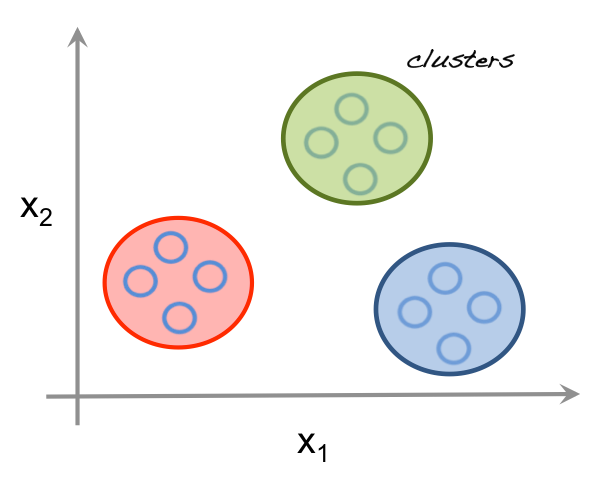 clusters
x₂
x₁